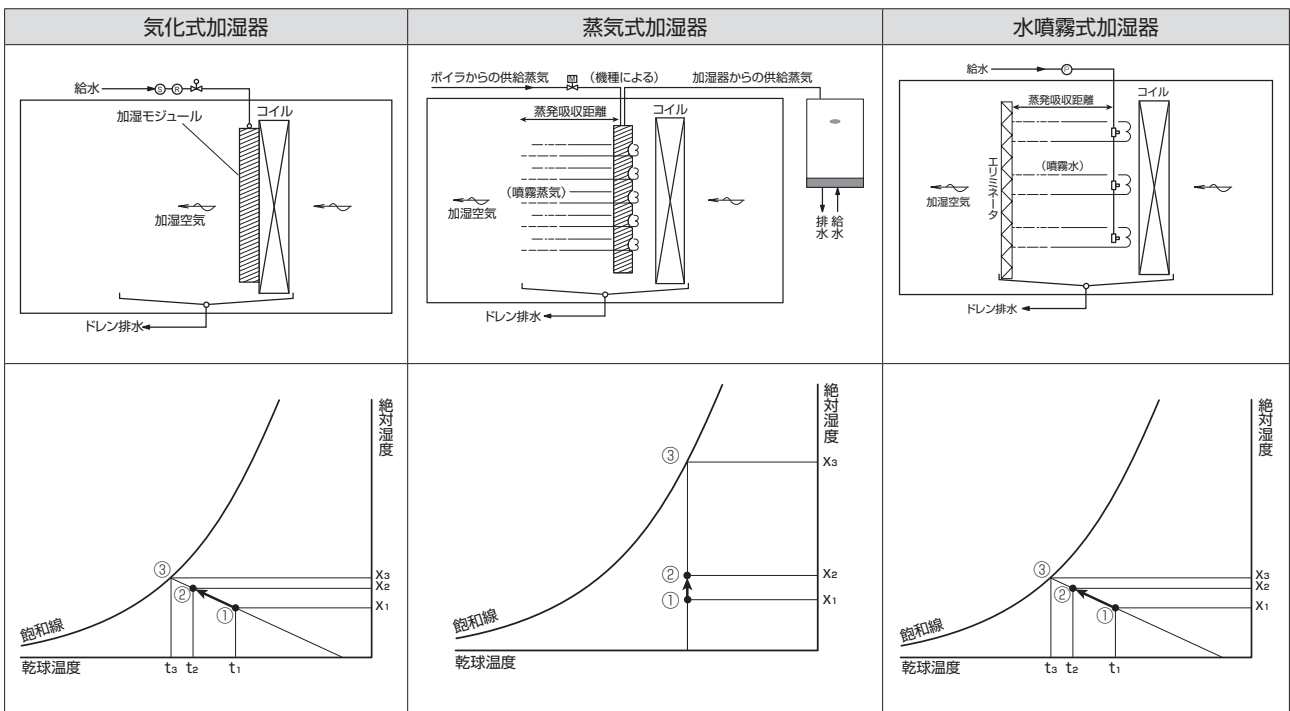 気化式加湿器
蒸気式加湿器
水噴霧式加湿器
給水
S
R
加湿モジュール
コイル
加湿空気
ドレン排水
ボイラからの供給蒸気
M
(機種による)
加湿器からの供給蒸気
蒸発吸収距離
コイル
(噴霧蒸気)
加湿空気
排水
給水
ドレン排水
給水
P
蒸発吸収距離
コイル
エリミネータ
(噴霧水)
加湿空気
ドレン排水
絶対湿度
③
②
①
X3
X2
X1
飽和線
乾球温度
t3 t2 t1
絶対湿度
③
②
①
X3
X2
X1
飽和線
乾球温度
絶対湿度
③
②
①
X3
X2
X1
飽和線
乾球温度
t3 t2 t1